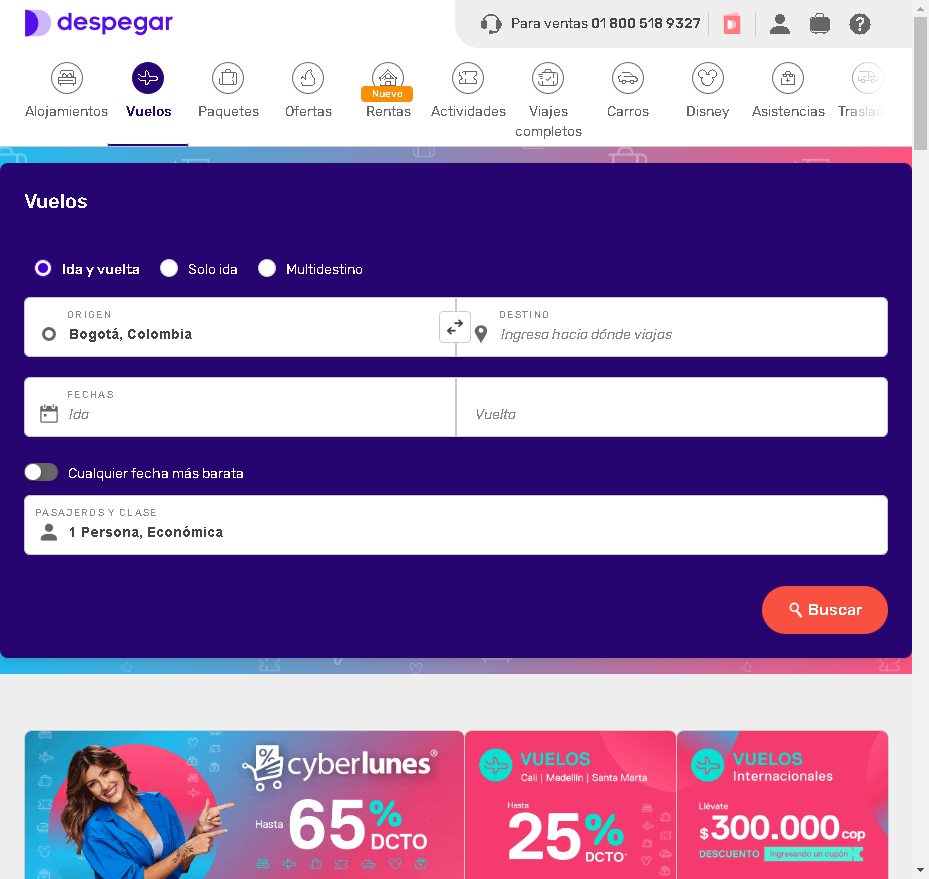 despegar
Para ventas 01 800 518 9327
Alojamientos
Vuelos
Paquetes
Ofertas
Nuevo
Rentas
Actividades
Viajes
completos
Carros
Disney
Asistencias
Traslad
Vuelos
Ida y vuelta
Solo ida
Multidestino
ORIGEN
Bogotá, Colombia
DESTINO
Ingresa hacia dónde viajas
FECHAS
Ida
Vuelta
Cualquier fecha más barata
PASAJEROS Y CLASE
1 Persona, Económica
Buscar
cyberlunes®
Hasta 65% DCTO
VUELOS
Cali | Medellín | Santa Marta
Hasta
25% DCTO*
VUELOS
Internacionales
Llévate
$300.000 COP
DESCUENTO Ingresando un cupón